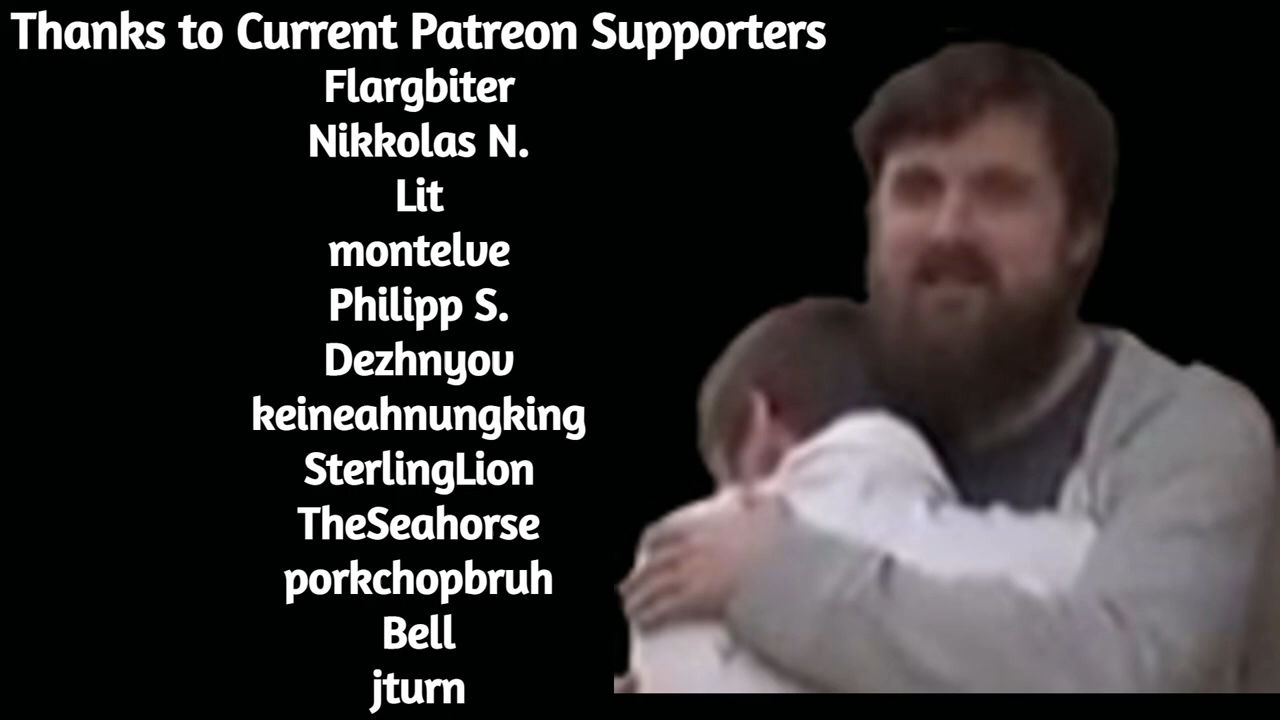 Thanks to Current Patreon Supporters
Flargbiter
Nikkolas N.
Lit
montelve
Philipp S.
Dezhnyov
keineahnungking
SterlingLion
TheSeahorse
porkchopbruh
Bell
jturn